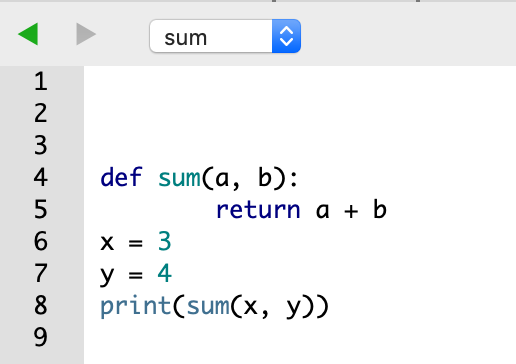 sum
1
2
3
4 def sum(a, b):
5         return a + b
6 x = 3
7 y = 4
8 print(sum(x, y))
9